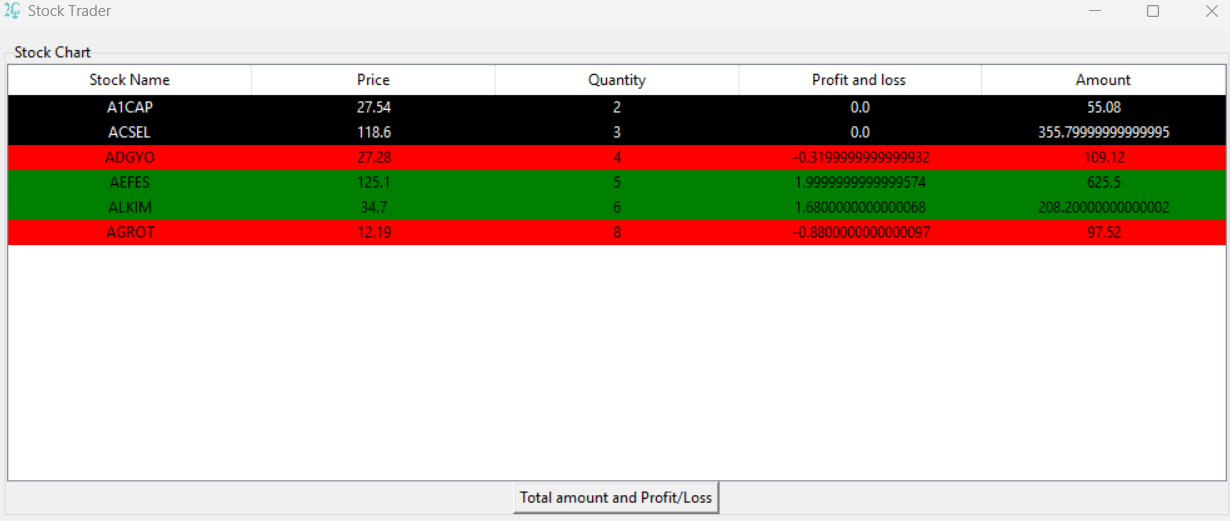 Stock Trader
Stock Chart
Stock Name Price Quantity Profit and loss Amount
A1CAP 27.54 2 0.0 55.08
ACSEL 118.6 3 0.0 355.79999999999995
ADGYO 27.28 4 -0.3199999999999932 109.12
AEFES 125.1 5 1.9999999999999574 625.5
ALKIM 34.7 6 1.6800000000000068 208.20000000000002
AGROT 12.19 8 -0.8800000000000097 97.52
Total amount and Profit/Loss